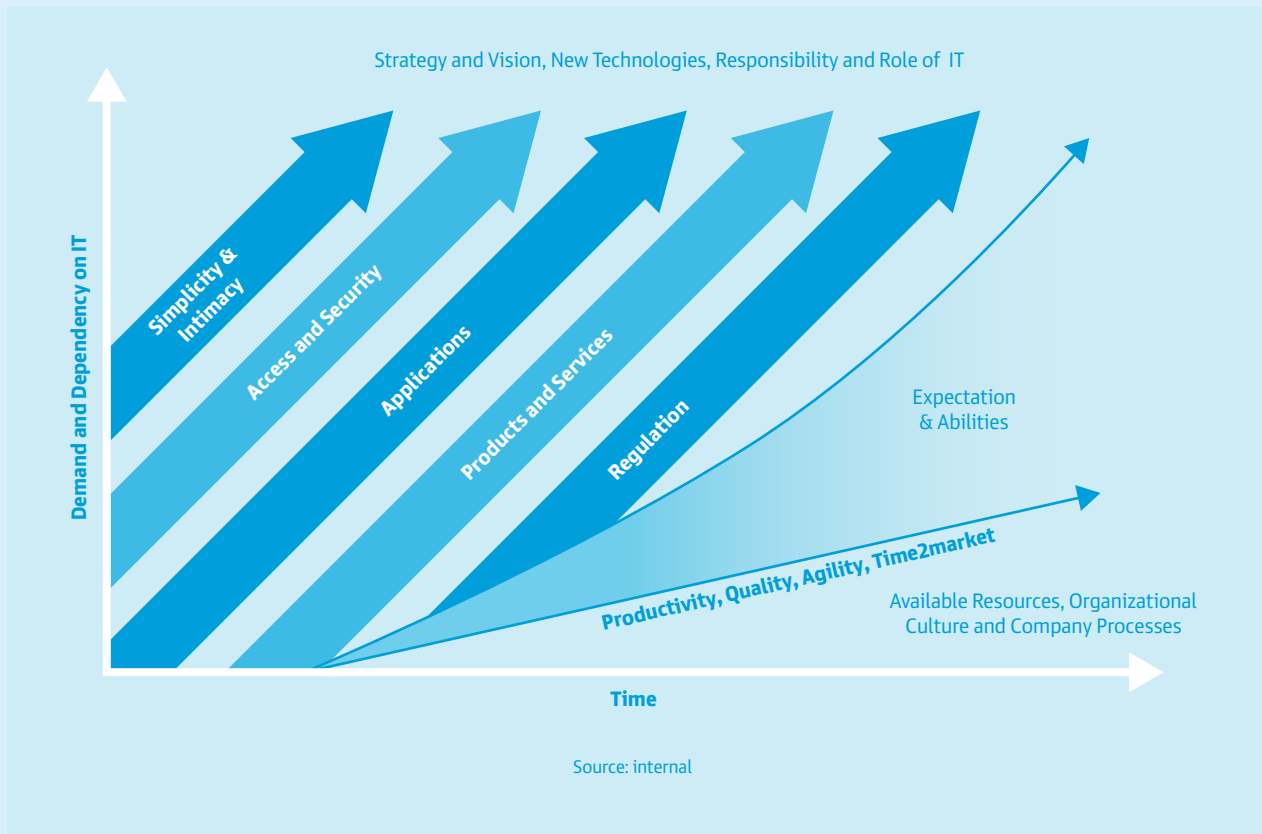 Strategy and Vision, New Technologies, Responsibility and Role of IT
Demand and Dependency on IT
Simplicity &
Intimacy
Access and Security
Applications
Products and Services
Regulation
Expectation
& Abilities
Productivity, Quality, Agility, Time2market
Available Resources, Organizational
Culture and Company Processes
Time
Source: internal